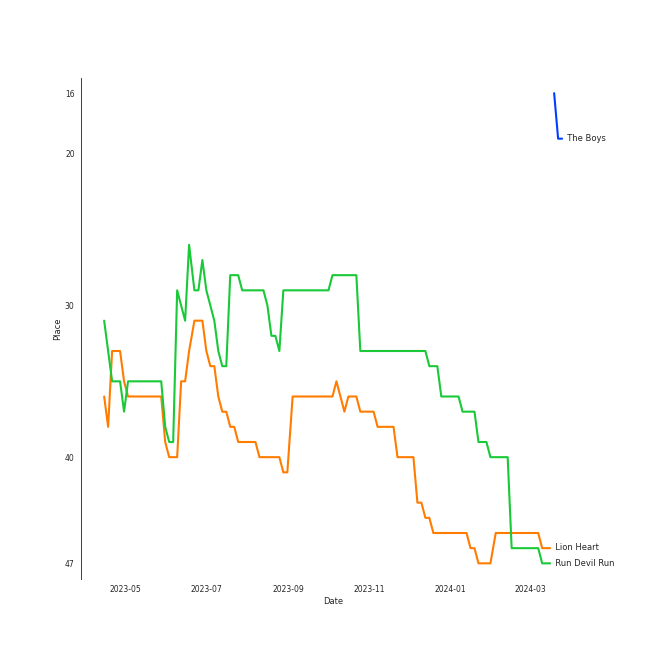 16
20
30
40
47
Place
The Boys
Lion Heart
Run Devil Run
2023-05
2023-07
2023-09
2023-11
2024-01
2024-03
Date